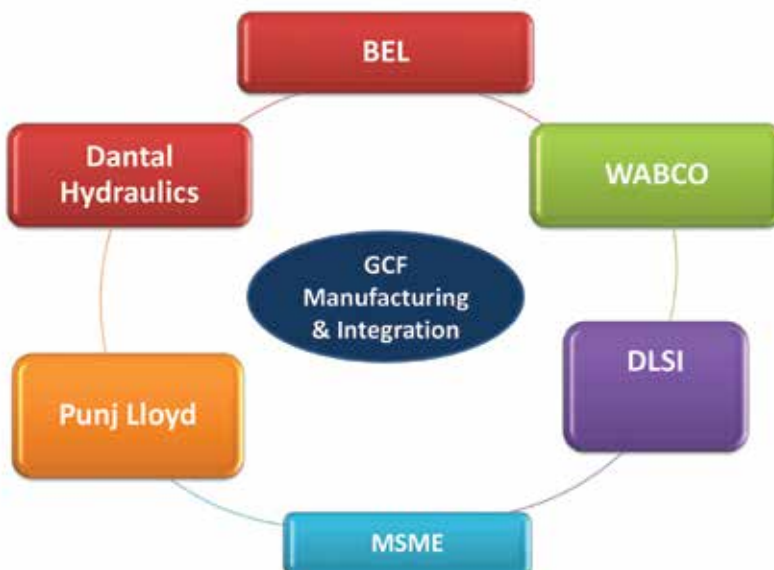 BEL
Dantal
Hydraulics
WABCO
GCF
Manufacturing
& Integration
Punj Lloyd
DLSI
MSME